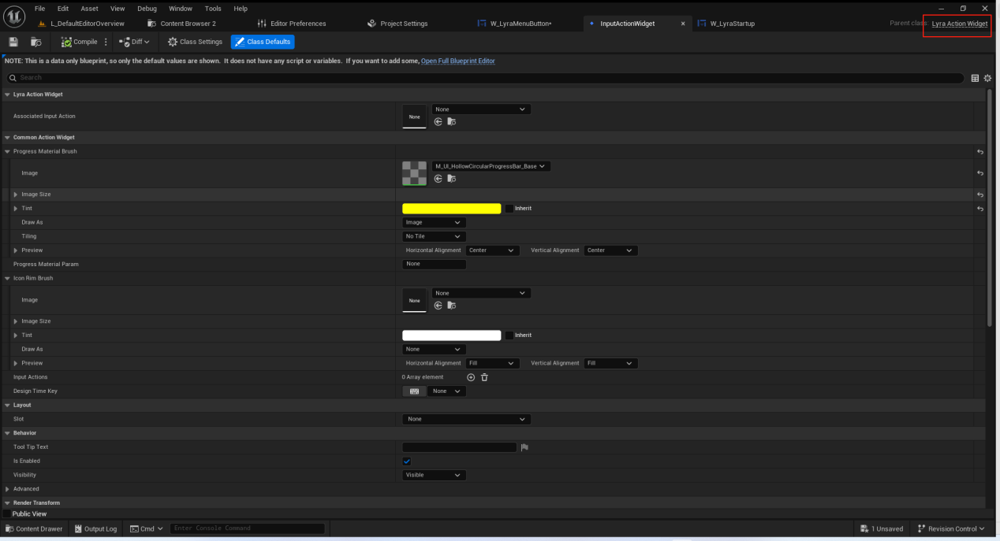 File Edit Asset View Debug Window Tools Help
L_DefaultEditorOverview Content Browser 2 Editor Preferences Project Settings W_LyraMenuButton• InputActionWidget W_LyraStartup Parent class: Lyra Action Widget
Compile Diff Class Settings Class Defaults
NOTE: This is a data only blueprint, so only the default values are shown. It does not have any script or variables. If you want to add some, Open Full Blueprint Editor
Search
Lyra Action Widget
Associated Input Action None None
Common Action Widget
Progress Material Brush
Image M_UI_HollowCircularProgressBar_Base
Image Size
Tint Inherit
Draw As Image
Tiling No Tile
Preview Horizontal Alignment Center Vertical Alignment Center
Progress Material Param None
Icon Rim Brush
Image None None
Image Size
Tint Inherit
Draw As None
Preview Horizontal Alignment Fill Vertical Alignment Fill
Input Actions 0 Array element
Design Time Key None
Layout
Slot None
Behavior
Tool Tip Text
Is Enabled
Visibility Visible
Advanced
Render Transform
Public View
Content Drawer Output Log Cmd Enter Console Command 1 Unsaved Revision Control